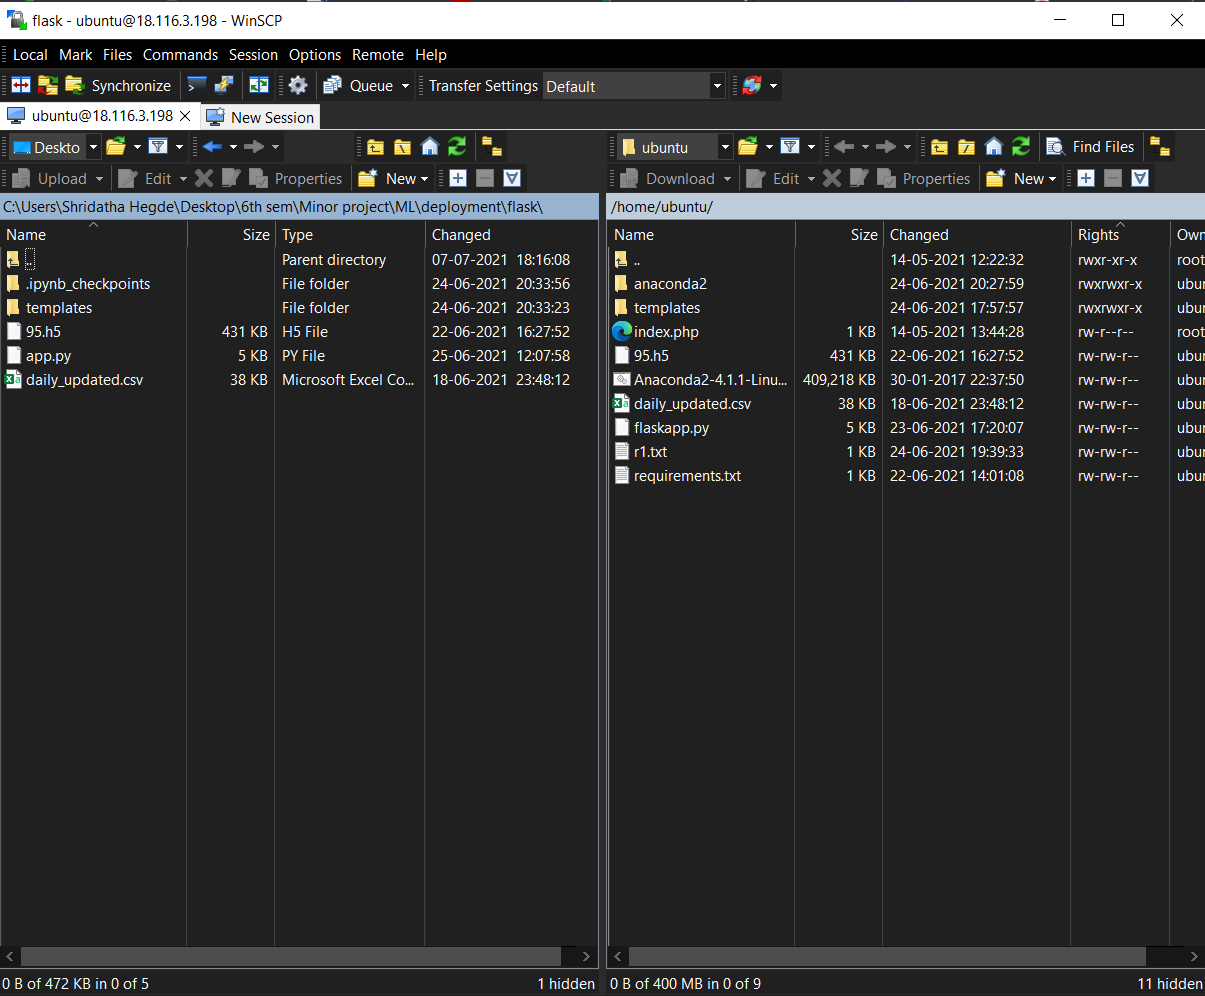 flask - ubuntu@18.116.3.198 - WinSCP
Local Mark Files Commands Session Options Remote Help
Synchronize Queue Transfer Settings Default
ubuntu@18.116.3.198 New Session
Deskto ubuntu Find Files
Upload Edit Properties New Download Edit Properties New
C:\Users\Shridatha Hegde\Desktop\6th sem\Minor project\ML\deployment\flask\ /home/ubuntu/
Name Size Type Changed Name Size Changed Rights Own
.. Parent directory 07-07-2021 18:16:08 .. 14-05-2021 12:22:32 rwxr-xr-x root
.ipynb_checkpoints File folder 24-06-2021 20:33:56 anaconda2 24-06-2021 20:27:59 rwxrwxr-x ubu
templates File folder 24-06-2021 20:33:23 templates 24-06-2021 17:57:57 rwxrwxr-x ubu
95.h5 431 KB H5 File 22-06-2021 16:27:52 index.php 1 KB 14-05-2021 13:44:28 rw-r--r-- root
app.py 5 KB PY File 25-06-2021 12:07:58 95.h5 431 KB 22-06-2021 16:27:52 rw-rw-r-- ubu
daily_updated.csv 38 KB Microsoft Excel Co... 18-06-2021 23:48:12 Anaconda2-4.1.1-Linu... 409,218 KB 30-01-2017 22:37:50 rw-rw-r-- ubu
daily_updated.csv 38 KB 18-06-2021 23:48:12 rw-rw-r-- ubu
flaskapp.py 5 KB 23-06-2021 17:20:07 rw-rw-r-- ubu
r1.txt 1 KB 24-06-2021 19:39:33 rw-rw-r-- ubu
requirements.txt 1 KB 22-06-2021 14:01:08 rw-rw-r-- ubu
0 B of 472 KB in 0 of 5 1 hidden 0 B of 400 MB in 0 of 9 11 hidden